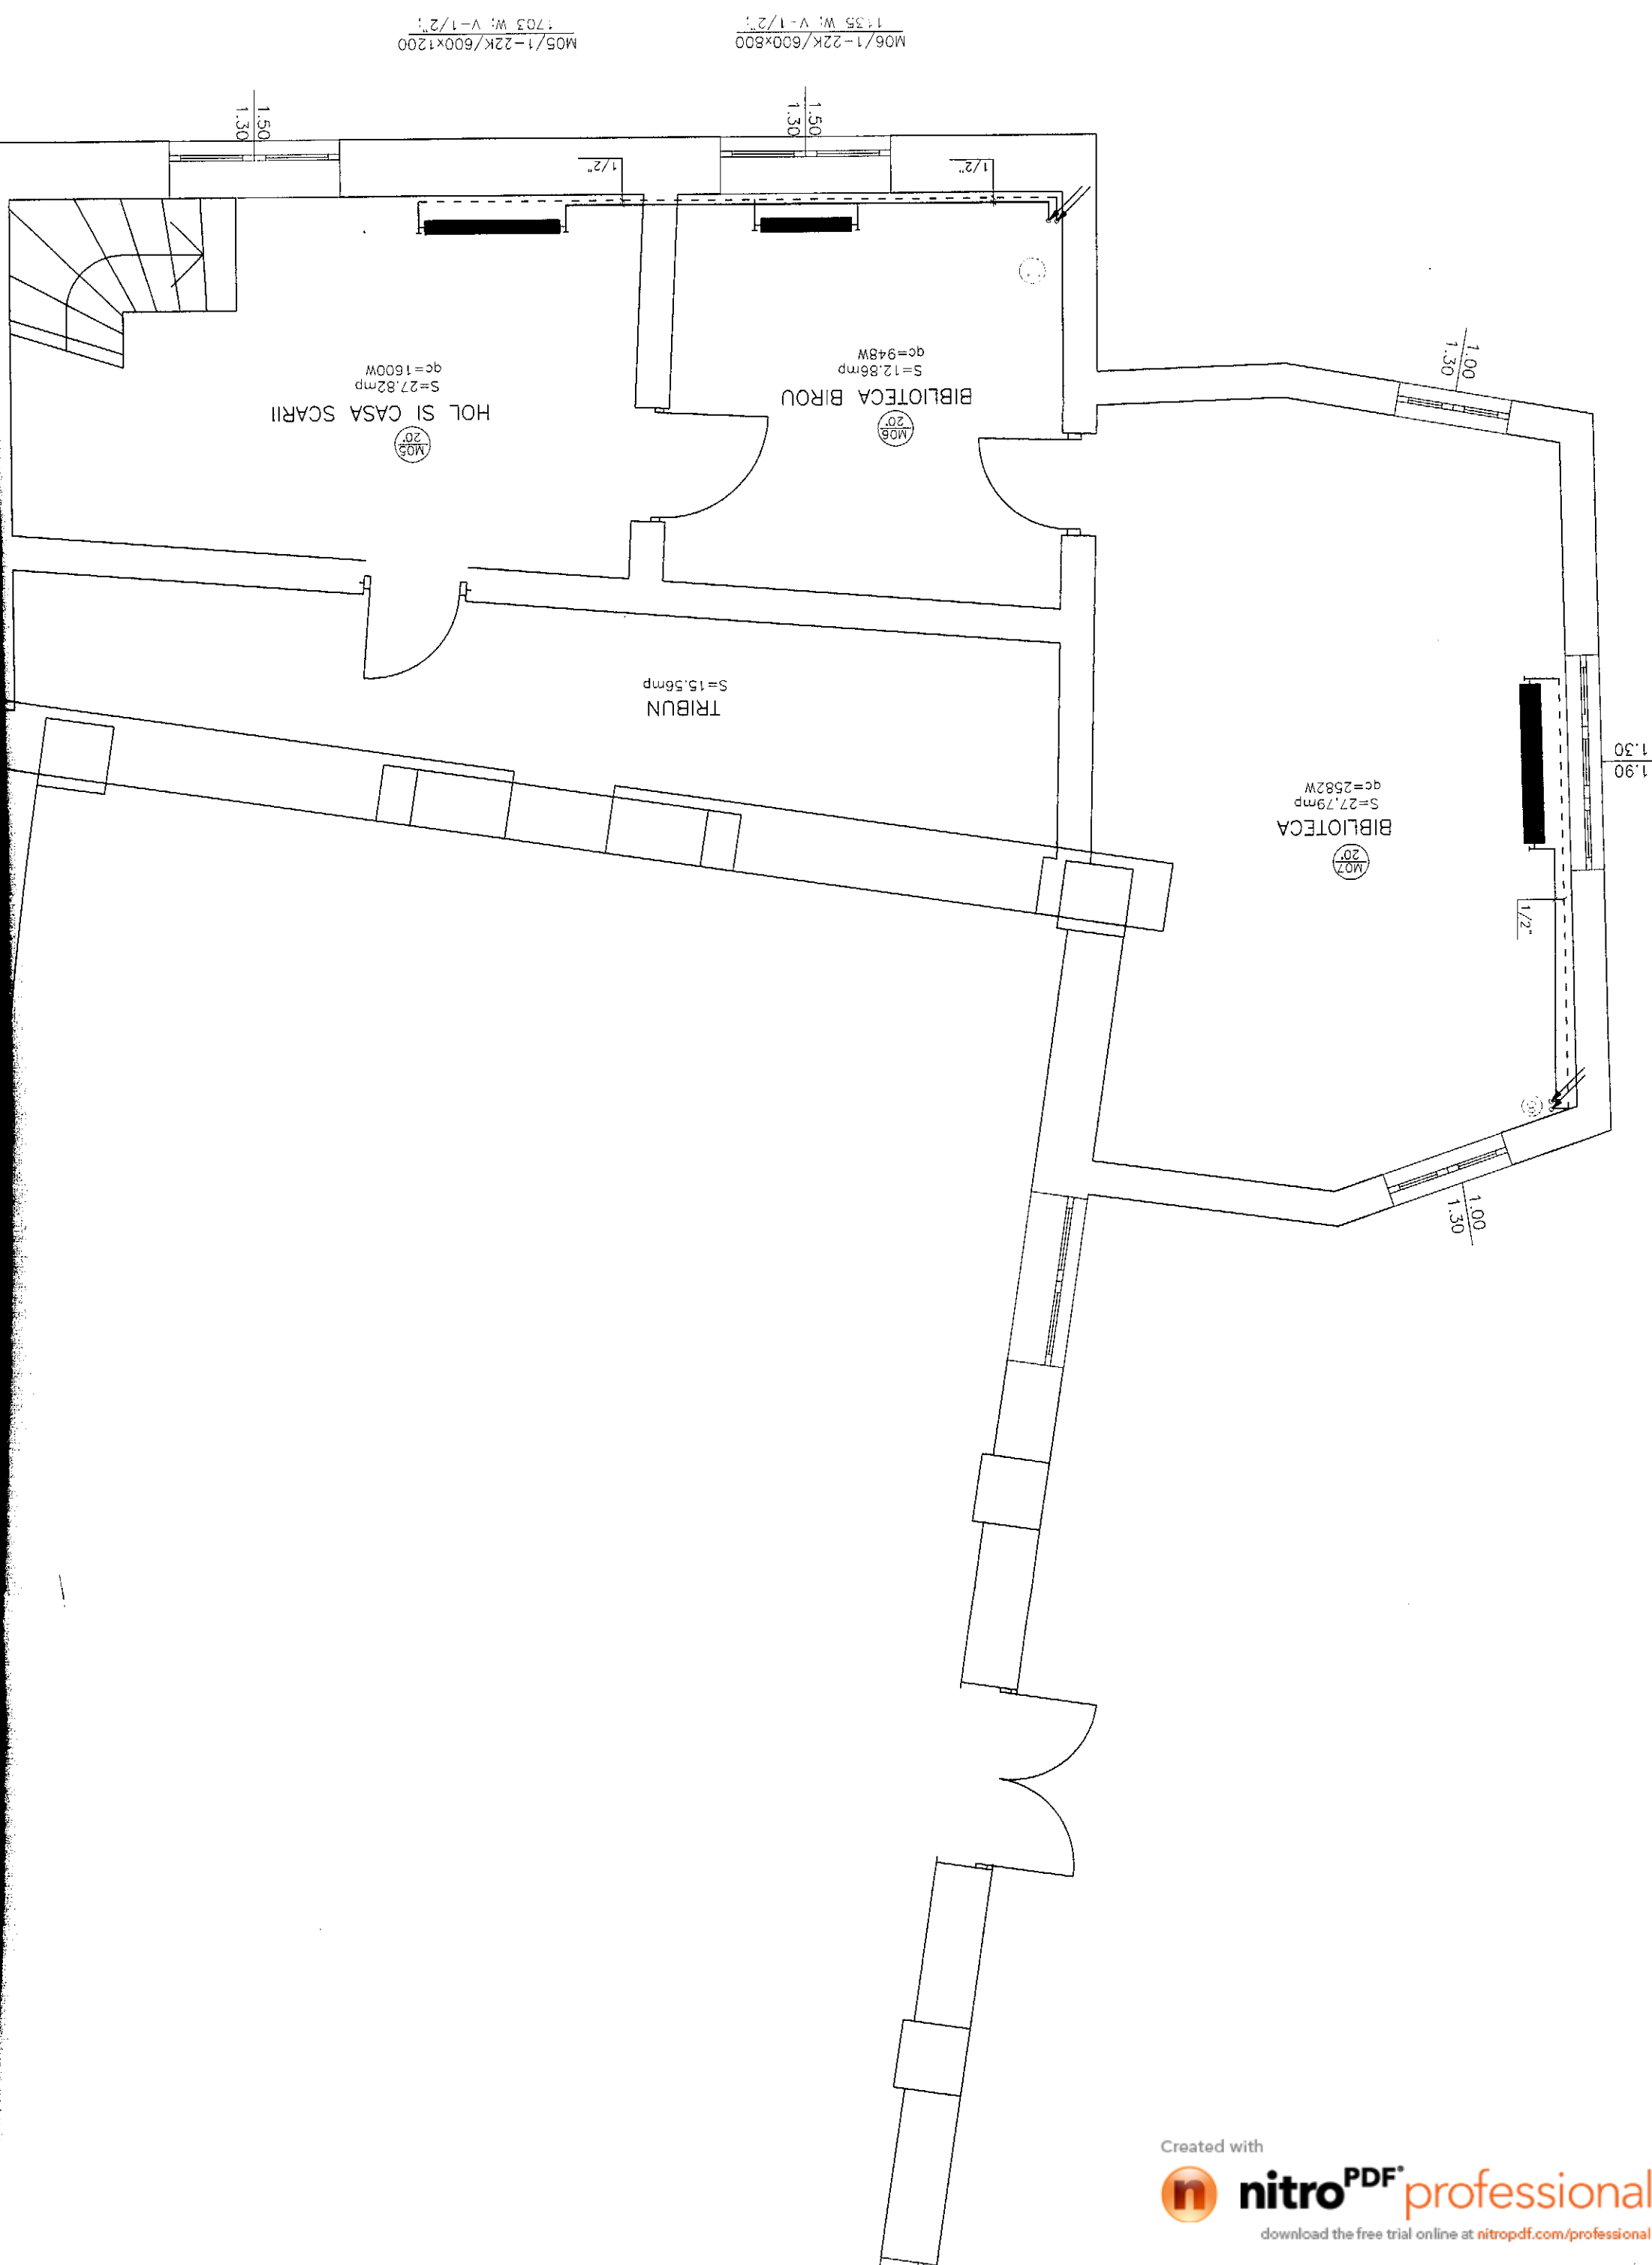 M05/1-22K/600x1200
1703 W; V-1/2";
M06/1-22K/600x800
1135 W; V-1/2";
1.50
1.30
1.50
1.30
1/2"
1/2"
M05
20°
HOL SI CASA SCARII
S=27.82mp
qc=1600W
M06
20°
BIBLIOTECA BIROU
S=12.86mp
qc=948W
1.00
1.30
TRIBUN
S=15.56mp
M07
20°
BIBLIOTECA
S=27,79mp
qc=2582W
1.90
1.30
1/2"
1.00
1.30
Created with
n nitroPDF® professional
download the free trial online at nitropdf.com/professional